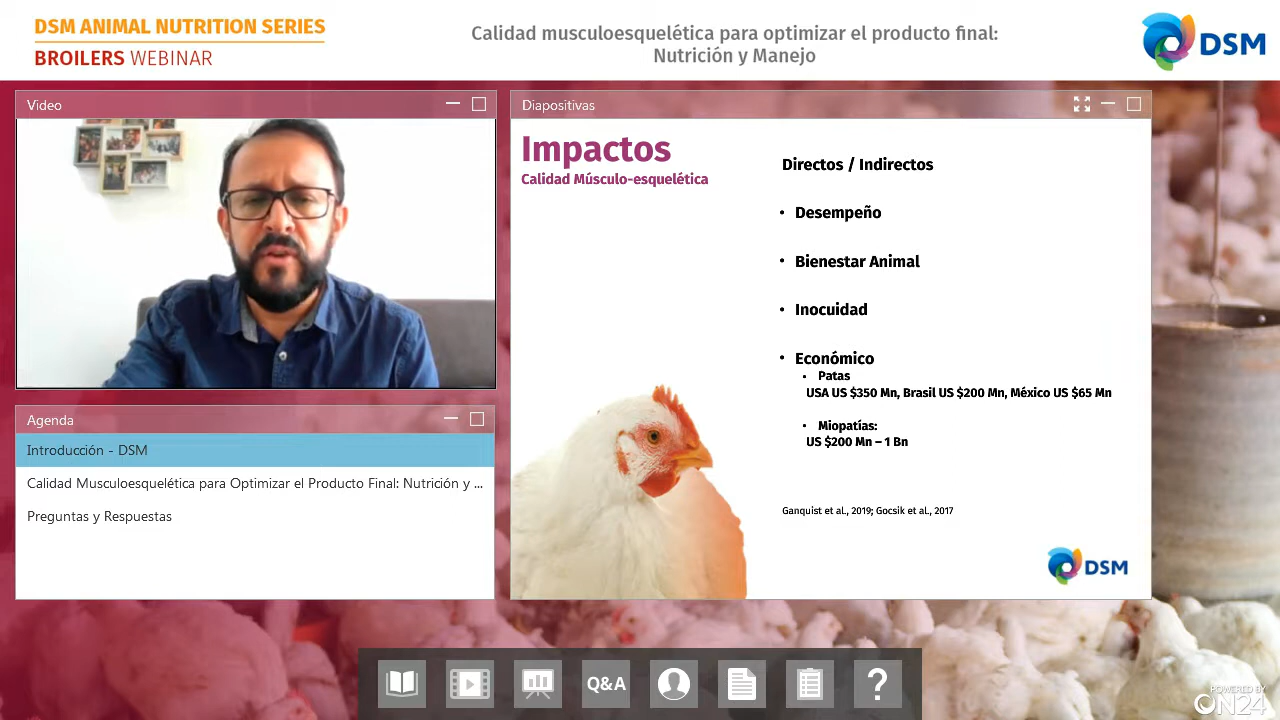 DSM ANIMAL NUTRITION SERIES
BROILERS WEBINAR
Calidad musculoesquelética para optimizar el producto final:
Nutrición y Manejo
DSM
Video
Agenda
Introducción - DSM
Calidad Musculoesquelética para Optimizar el Producto Final: Nutrición y ...
Preguntas y Respuestas
Diapositivas
Impactos
Calidad Músculo-esquelética
Directos / Indirectos
• Desempeño
• Bienestar Animal
• Inocuidad
• Económico
• Patas
USA US $350 Mn, Brasil US $200 Mn, México US $65 Mn
• Miopatías:
US $200 Mn – 1 Bn
Ganquist et al., 2019; Gocsik et al., 2017
DSM
Q&A
?
POWERED BY
ON24